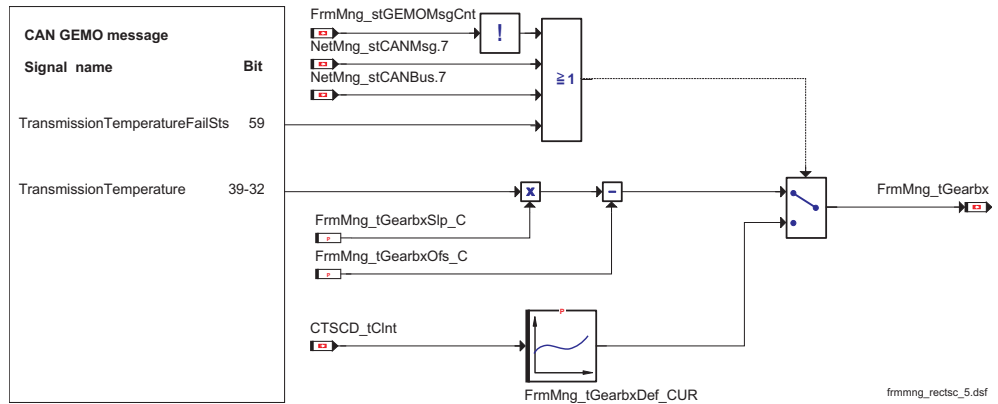 CAN GEMO message
Signal name Bit
TransmissionTemperatureFailSts 59
TransmissionTemperature 39-32
FrmMng_stGEMOMsgCnt
!
NetMng_stCANMsg.7
NetMng_stCANBus.7
≧1
x
−
FrmMng_tGearbxSlp_C
P
FrmMng_tGearbxOfs_C
P
FrmMng_tGearbx
CTSCD_tClnt
P
FrmMng_tGearbxDef_CUR
frmmng_rectsc_5.dsf